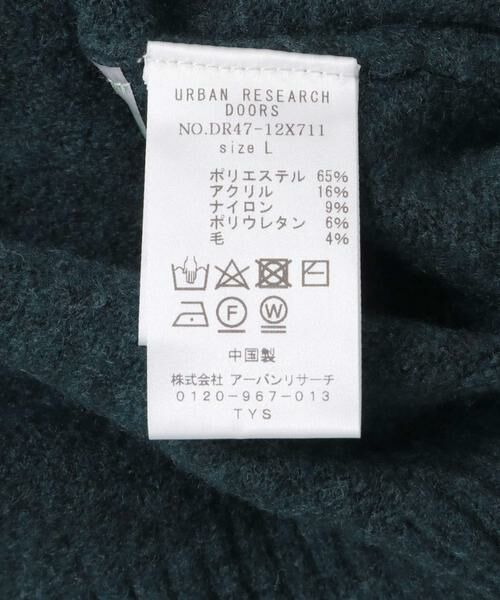 URBAN RESEARCH
DOORS
NO.DR47-12X711
size L
ポリエステル 65%
アクリル 16%
ナイロン 9%
ポリウレタン 6%
毛 4%
F W
中国製
株式会社 アーバンリサーチ
0120-967-013
TYS